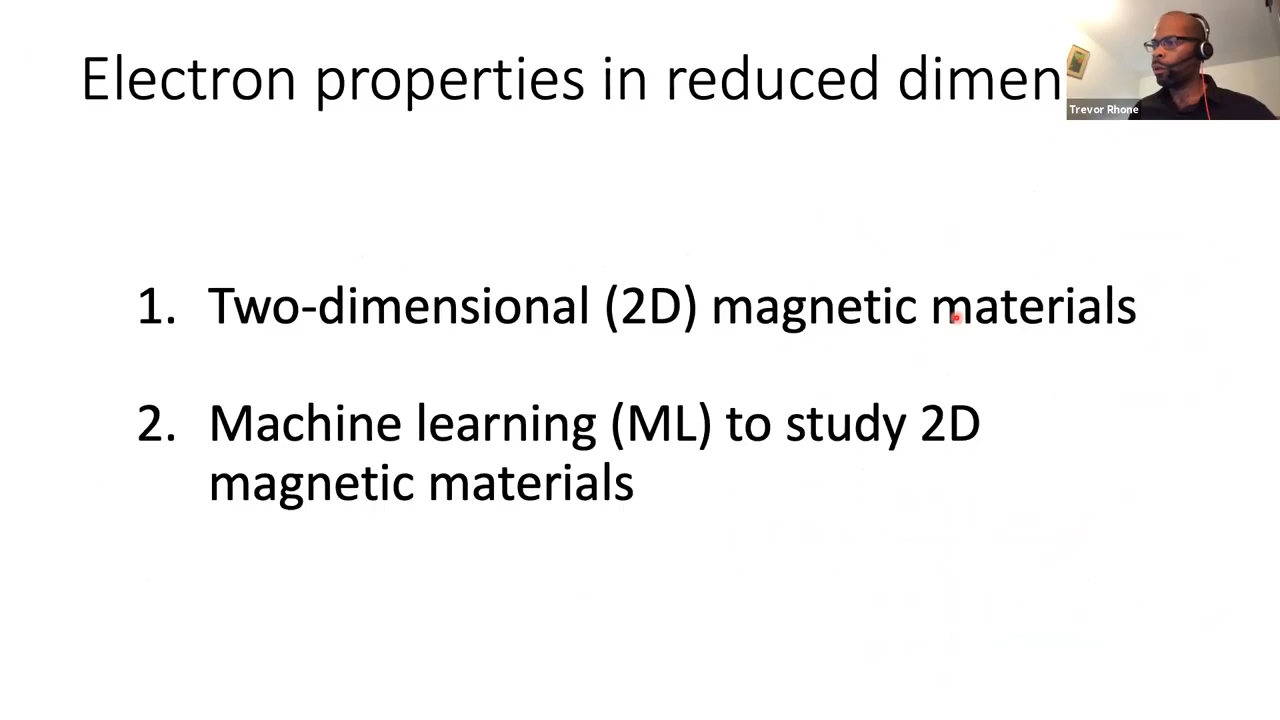 Electron properties in reduced dimen
Trevor Rhone
1. Two-dimensional (2D) magnetic materials
2. Machine learning (ML) to study 2D
magnetic materials